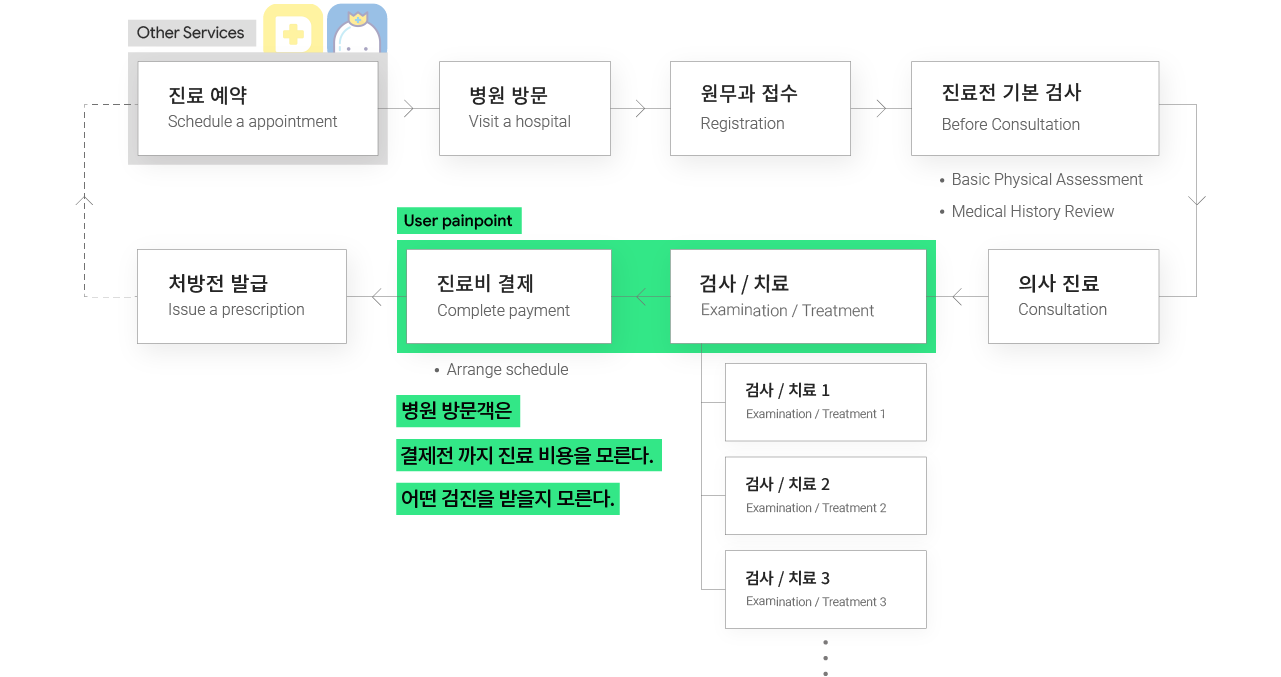 Other Services
진료 예약
Schedule a appointment
병원 방문
Visit a hospital
원무과 접수
Registration
진료전 기본 검사
Before Consultation
• Basic Physical Assessment
• Medical History Review
User painpoint
처방전 발급
Issue a prescription
진료비 결제
Complete payment
검사 / 치료
Examination / Treatment
의사 진료
Consultation
• Arrange schedule
병원 방문객은
결제전 까지 진료 비용을 모른다.
어떤 검진을 받을지 모른다.
검사 / 치료 1
Examination / Treatment 1
검사 / 치료 2
Examination / Treatment 2
검사 / 치료 3
Examination / Treatment 3